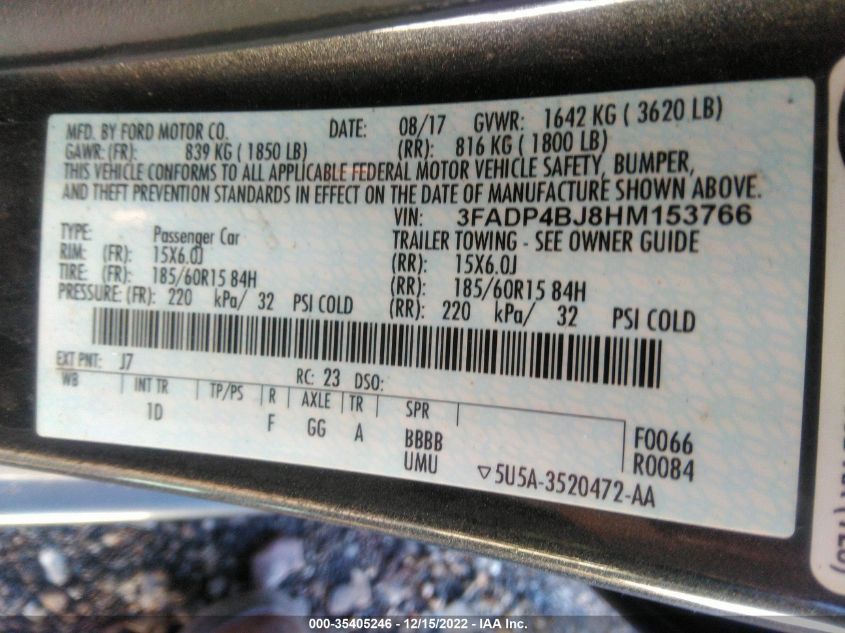 MFD. BY FORD MOTOR CO. DATE: 08/17 GVWR: 1642 KG ( 3620 LB)
GAWR: (FR): 839 KG ( 1850 LB) (RR): 816 KG ( 1800 LB)
THIS VEHICLE CONFORMS TO ALL APPLICABLE FEDERAL MOTOR VEHICLE SAFETY, BUMPER,
AND THEFT PREVENTION STANDARDS IN EFFECT ON THE DATE OF MANUFACTURE SHOWN ABOVE.
VIN: 3FADP4BJ8HM153766
TYPE: Passenger Car TRAILER TOWING - SEE OWNER GUIDE
RIM: (FR): 15X6.0J (RR): 15X6.0J
TIRE: (FR): 185/60R15 84H (RR): 185/60R15 84H
PRESSURE: (FR): 220 kPa/ 32 PSI COLD (RR): 220 kPa/ 32 PSI COLD
EXT PNT: J7 RC: 23 DSO:
WB INT TR TP/PS R AXLE TR SPR
1D F GG A BBBB F0066
UMU R0084
▽5U5A-3520472-AA
000-35405246 - 12/15/2022 - IAA Inc.